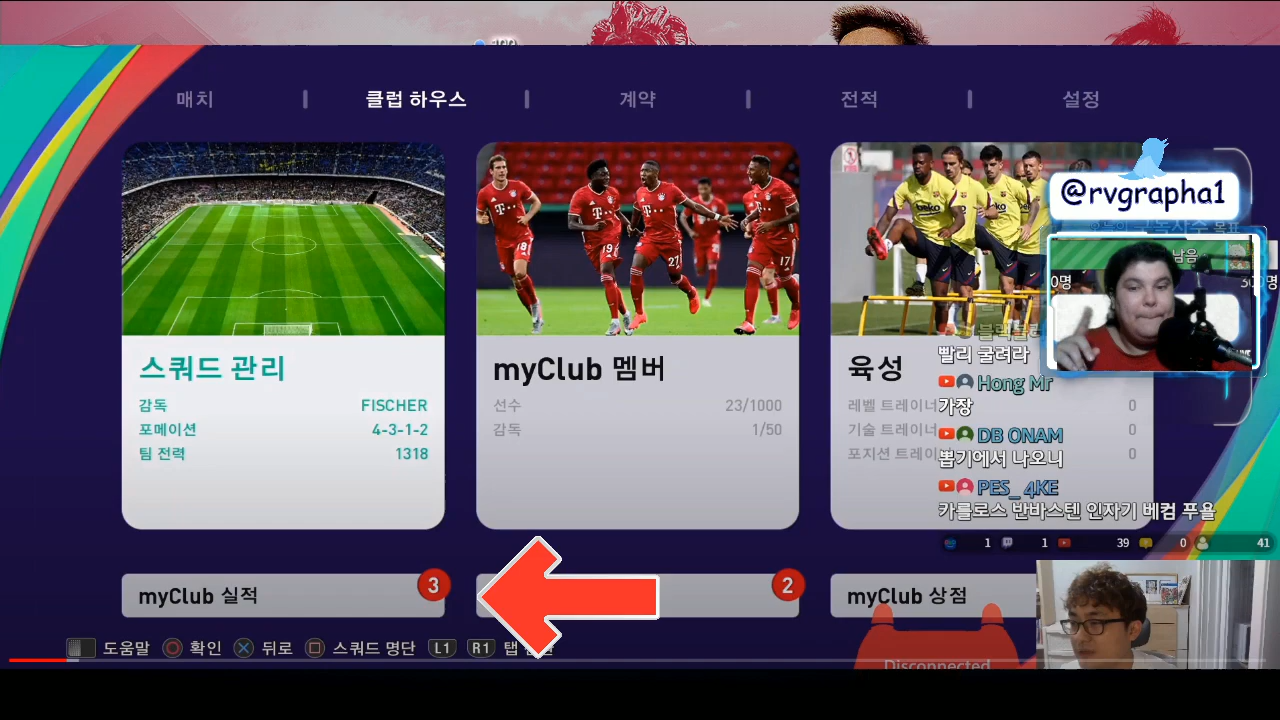 매치
클럽 하우스
계약
전적
설정
@rvgrapha1
남음
0명
스쿼드 관리
감독 FISCHER
포메이션 4-3-1-2
팀 전력 1318
myClub 멤버
선수 23/1000
감독 1/50
육성
레벨 트레이너 0
기술 트레이너 0
포지션 트레이너 0
빨리 굴려라
Hong Mr
가장
DB ONAM
뽑기에서 나오니
PES_4KE
카를로스 반바스텐 인자기 베컴 푸욜
1 1 39 0 41
myClub 실적 3
2
myClub 상점
도움말 확인 뒤로 스쿼드 명단 L1 R1 탭
Disconnected